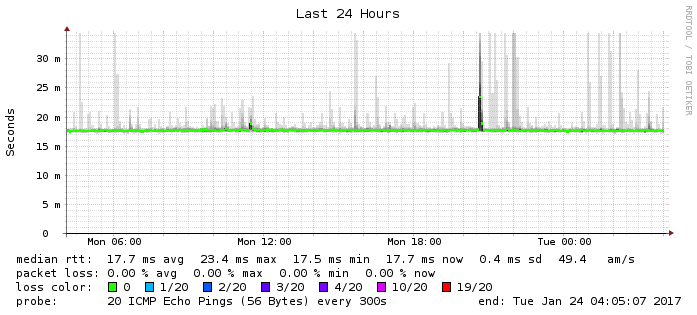 Last 24 Hours
RRDTOOL / TOBI OETIKER
Seconds
30 m
25 m
20 m
15 m
10 m
5 m
0
Mon 06:00 Mon 12:00 Mon 18:00 Tue 00:00
median rtt: 17.7 ms avg 23.4 ms max 17.5 ms min 17.7 ms now 0.4 ms sd 49.4 am/s
packet loss: 0.00 % avg 0.00 % max 0.00 % min 0.00 % now
loss color: 0 1/20 2/20 3/20 4/20 10/20 19/20
probe: 20 ICMP Echo Pings (56 Bytes) every 300s end: Tue Jan 24 04:05:07 2017